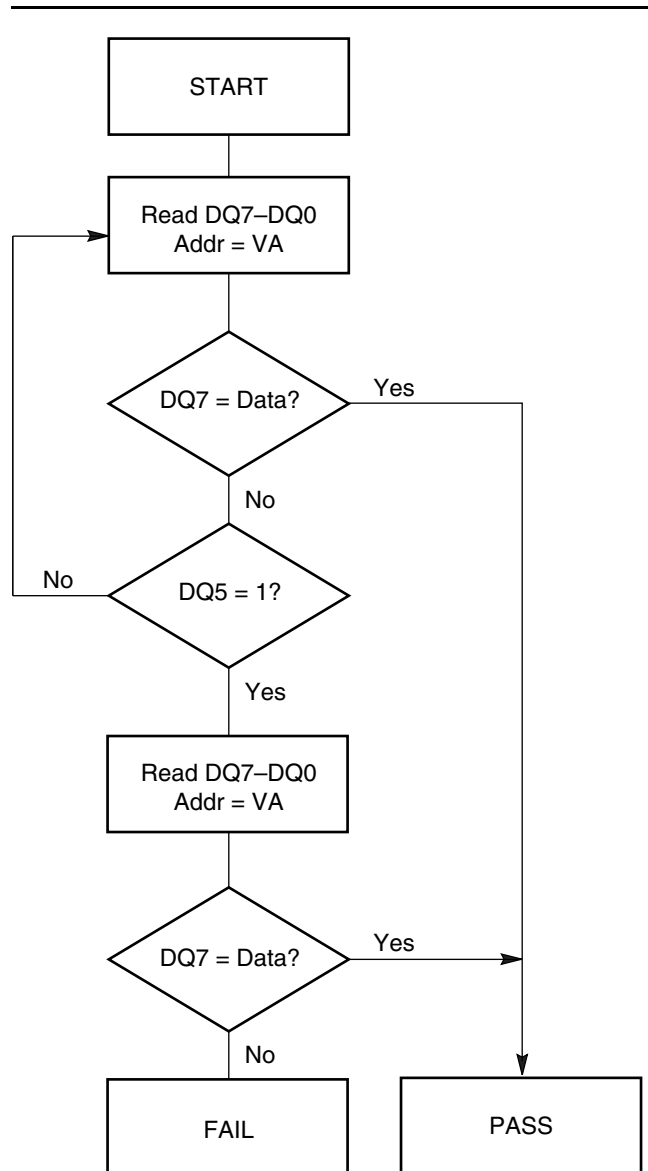 START
Read DQ7–DQ0
Addr = VA
DQ7 = Data?
Yes
No
DQ5 = 1?
No
Yes
Read DQ7–DQ0
Addr = VA
DQ7 = Data?
Yes
No
FAIL
PASS